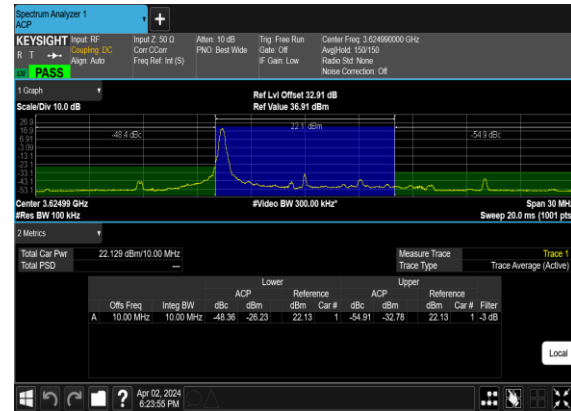 Spectrum Analyzer 1
ACP
+
KEYSIGHT Input: RF Input Z: 50 Ω Atten: 10 dB Trig: Free Run Center Freq: 3.624990000 GHz
R T Coupling: DC Corr CCorr PNO: Best Wide Gate: Off Avg|Hold: 150/150
Align: Auto Freq Ref: Int (S) IF Gain: Low Radio Std: None
PASS Noise Correction: Off
1 Graph Ref Lvl Offset 32.91 dB
Scale/Div 10.0 dB Ref Value 36.91 dBm
26.9
16.9
6.91
-3.09
-13.1
-23.1
-33.1
-43.1
-53.1
-48.4 dBc 22.1 dBm -54.9 dBc
Center 3.62499 GHz #Video BW 300.00 kHz* Span 30 MHz
#Res BW 100 kHz Sweep 20.0 ms (1001 pts)
2 Metrics
Total Car Pwr 22.129 dBm/10.00 MHz Measure Trace Trace 1
Total PSD --- Trace Type Trace Average (Active)
Lower Upper
ACP Reference ACP Reference
Offs Freq Integ BW dBc dBm dBm Car # dBc dBm dBm Car # Filter
A 10.00 MHz 10.00 MHz -48.36 -26.23 22.13 1 -54.91 -32.78 22.13 1 -3 dB
Local
? Apr 02, 2024
6:23:55 PM